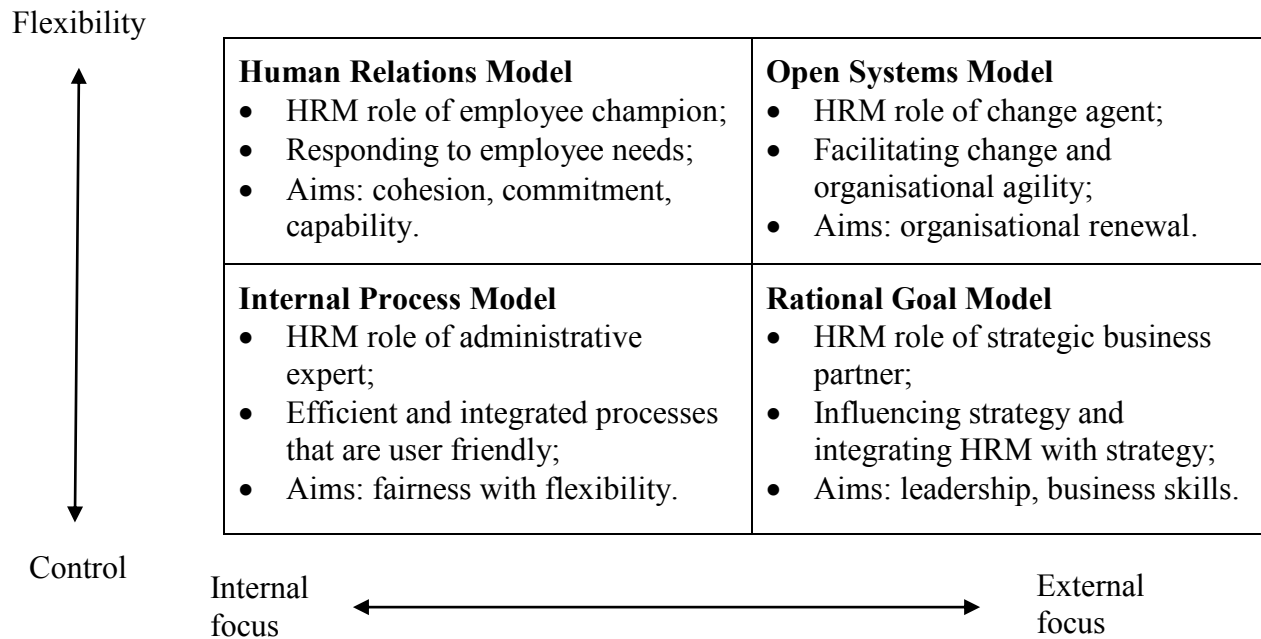 Flexibility
Human Relations Model
• HRM role of employee champion;
• Responding to employee needs;
• Aims: cohesion, commitment,
capability.
Open Systems Model
• HRM role of change agent;
• Facilitating change and
organisational agility;
• Aims: organisational renewal.
Internal Process Model
• HRM role of administrative
expert;
• Efficient and integrated processes
that are user friendly;
• Aims: fairness with flexibility.
Rational Goal Model
• HRM role of strategic business
partner;
• Influencing strategy and
integrating HRM with strategy;
• Aims: leadership, business skills.
Control
Internal
focus
External
focus